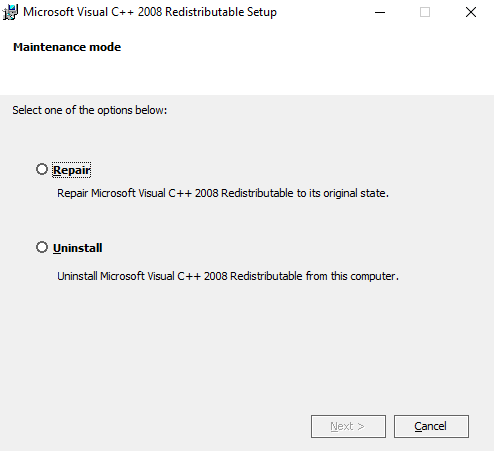 Microsoft Visual C++ 2008 Redistributable Setup
Maintenance mode
Select one of the options below:
Repair
Repair Microsoft Visual C++ 2008 Redistributable to its original state.
Uninstall
Uninstall Microsoft Visual C++ 2008 Redistributable from this computer.
Next >
Cancel